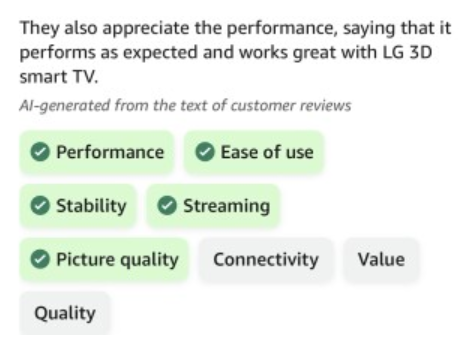 They also appreciate the performance, saying that it
performs as expected and works great with LG 3D
smart TV.
AI-generated from the text of customer reviews
Performance Ease of use
Stability Streaming
Picture quality Connectivity Value
Quality